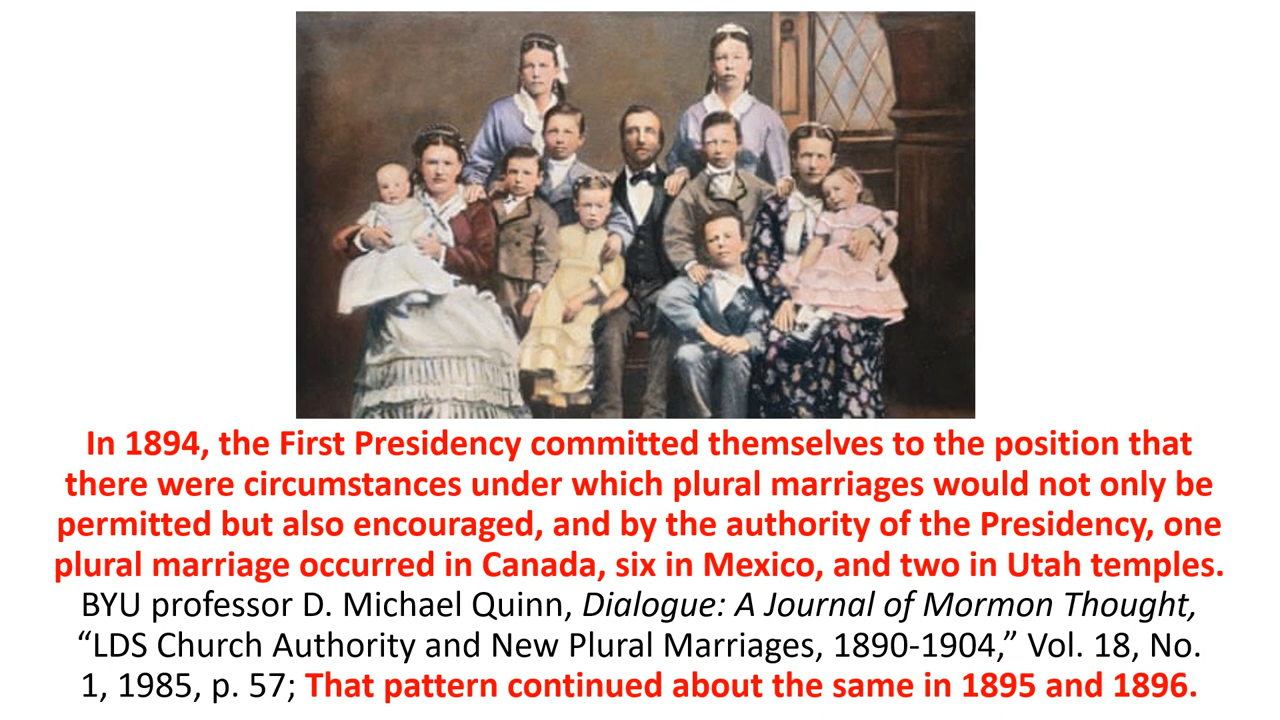 In 1894, the First Presidency committed themselves to the position that
there were circumstances under which plural marriages would not only be
permitted but also encouraged, and by the authority of the Presidency, one
plural marriage occurred in Canada, six in Mexico, and two in Utah temples.
BYU professor D. Michael Quinn, Dialogue: A Journal of Mormon Thought,
“LDS Church Authority and New Plural Marriages, 1890-1904,” Vol. 18, No.
1, 1985, p. 57; That pattern continued about the same in 1895 and 1896.